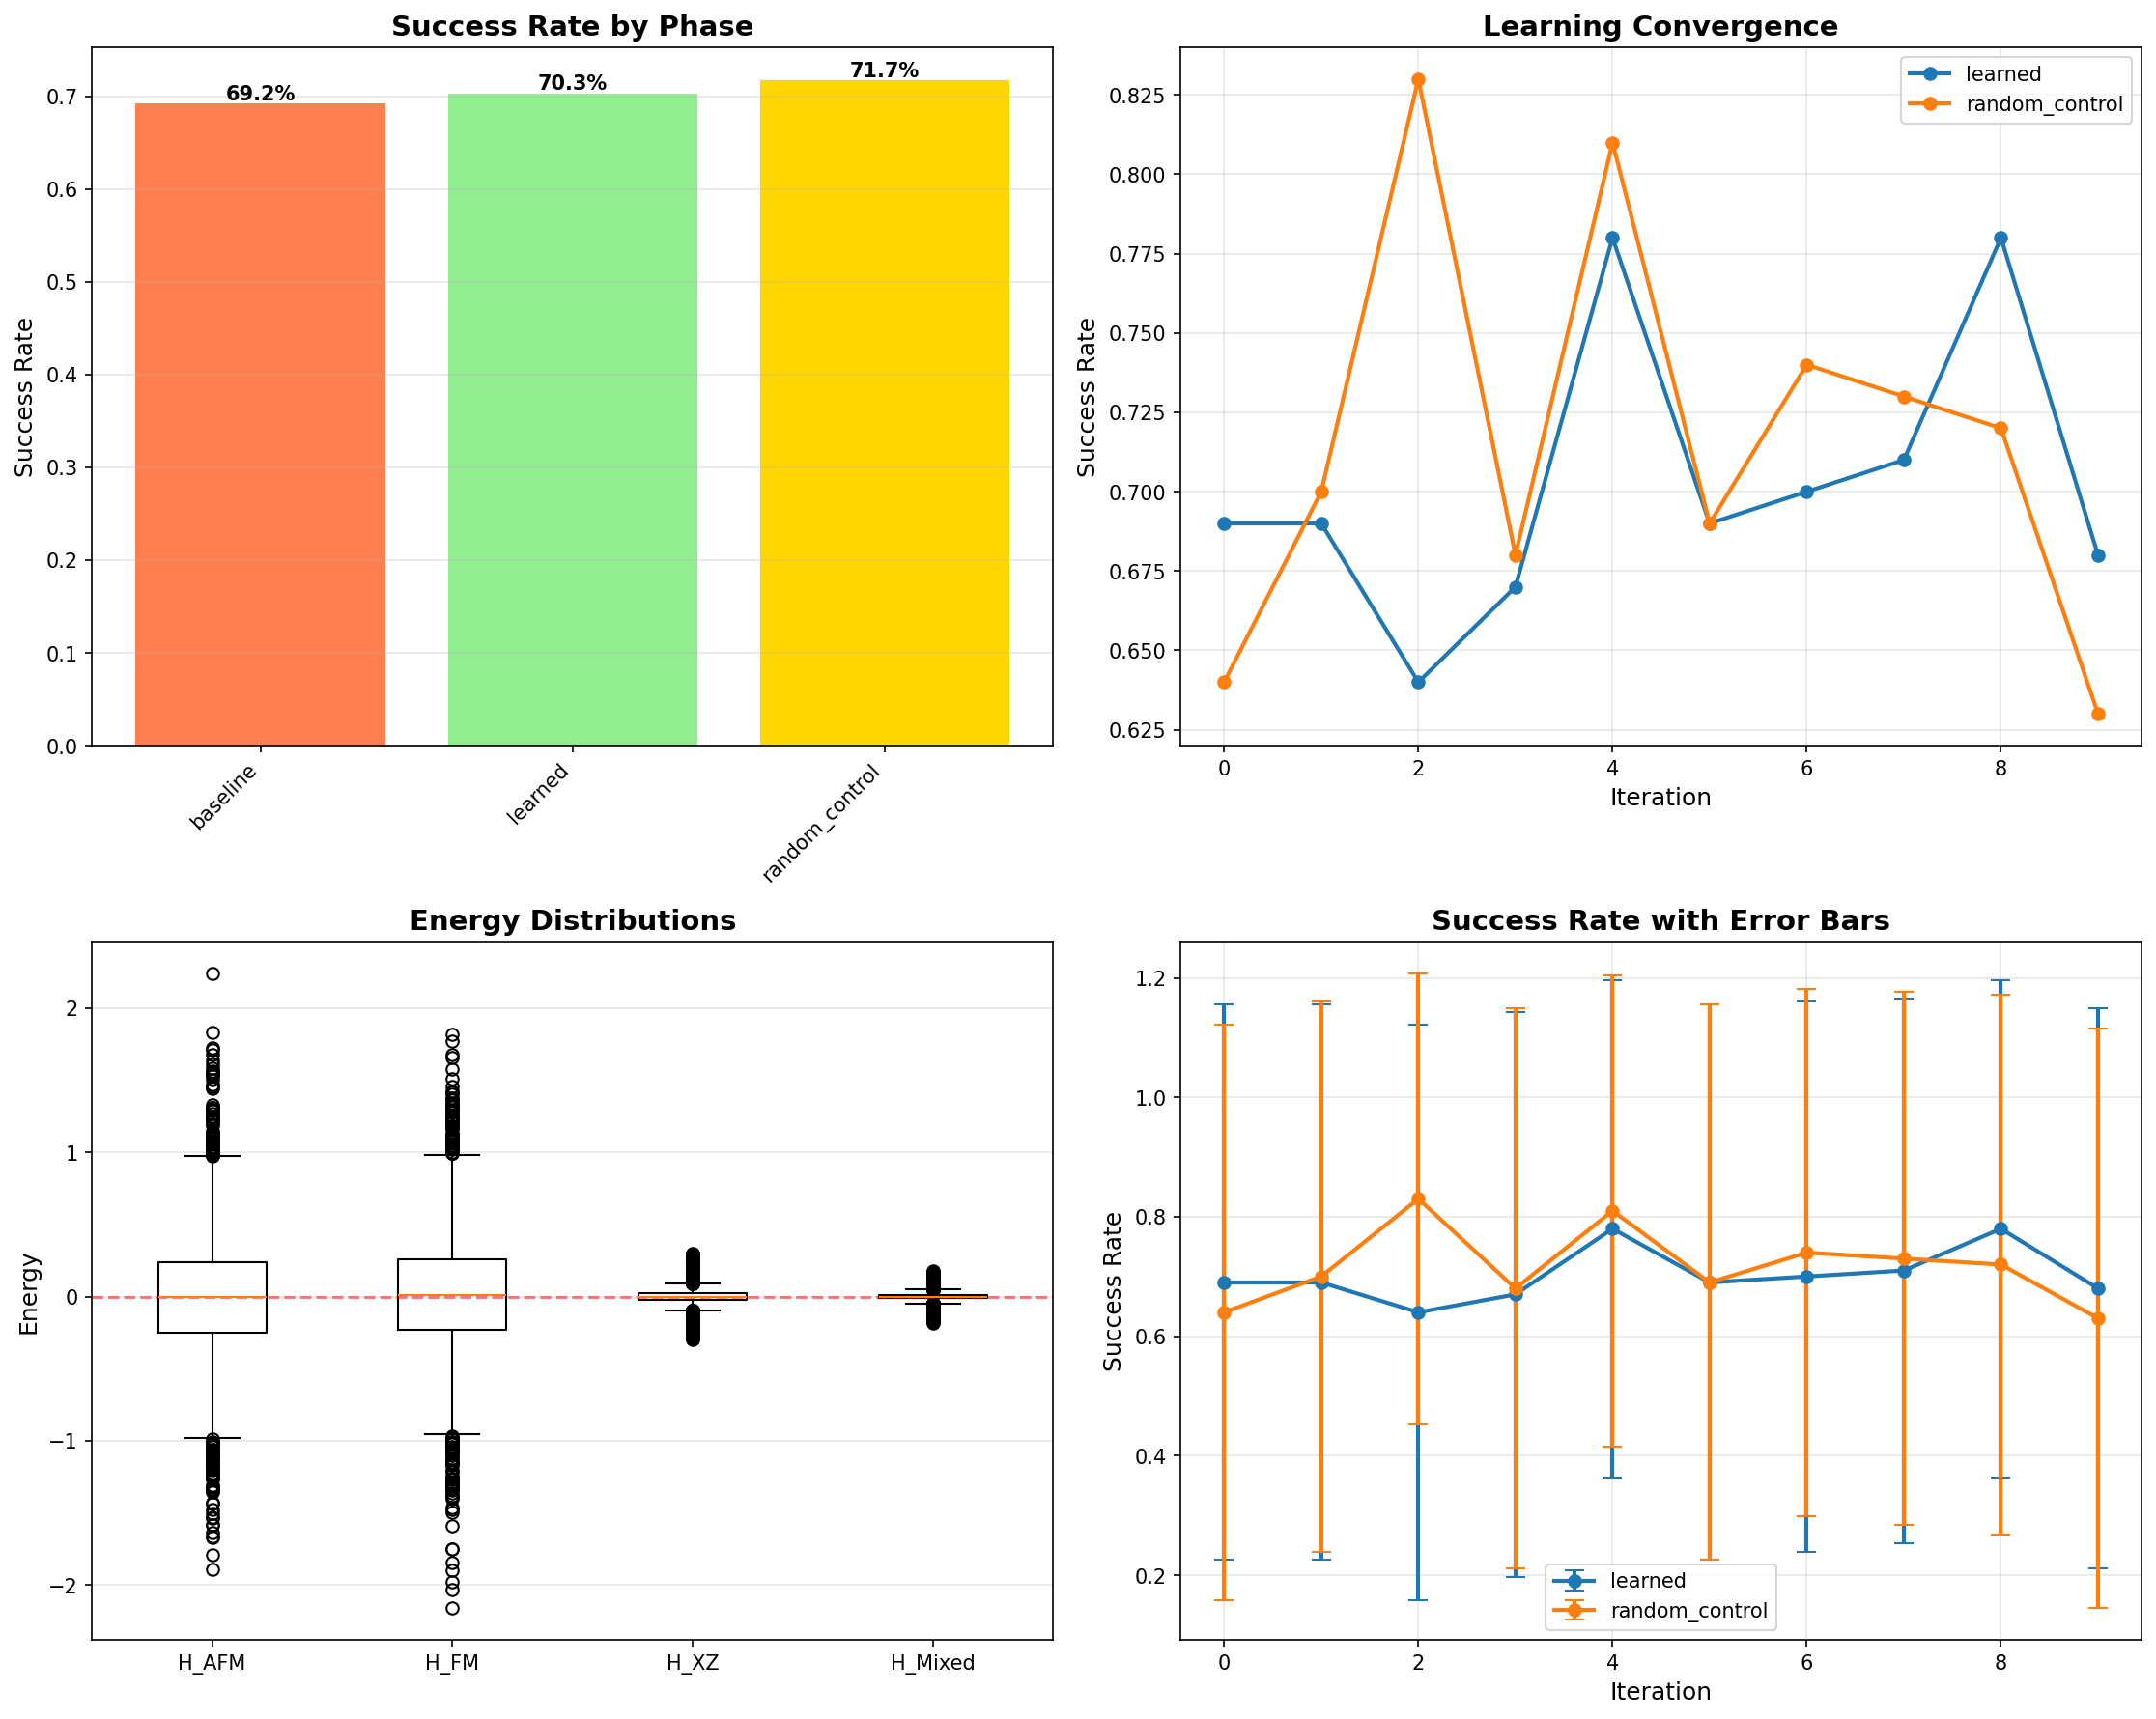 Success Rate by Phase
69.2%
70.3%
71.7%
0.7
0.6
0.5
0.4
0.3
0.2
0.1
0.0
Success Rate
baseline
learned
random_control
Learning Convergence
learned
random_control
0.825
0.800
0.775
0.750
0.725
0.700
0.675
0.650
0.625
Success Rate
0 2 4 6 8
Iteration
Energy Distributions
2
1
0
−1
−2
Energy
H_AFM H_FM H_XZ H_Mixed
Success Rate with Error Bars
1.2
1.0
0.8
0.6
0.4
0.2
Success Rate
learned
random_control
0 2 4 6 8
Iteration